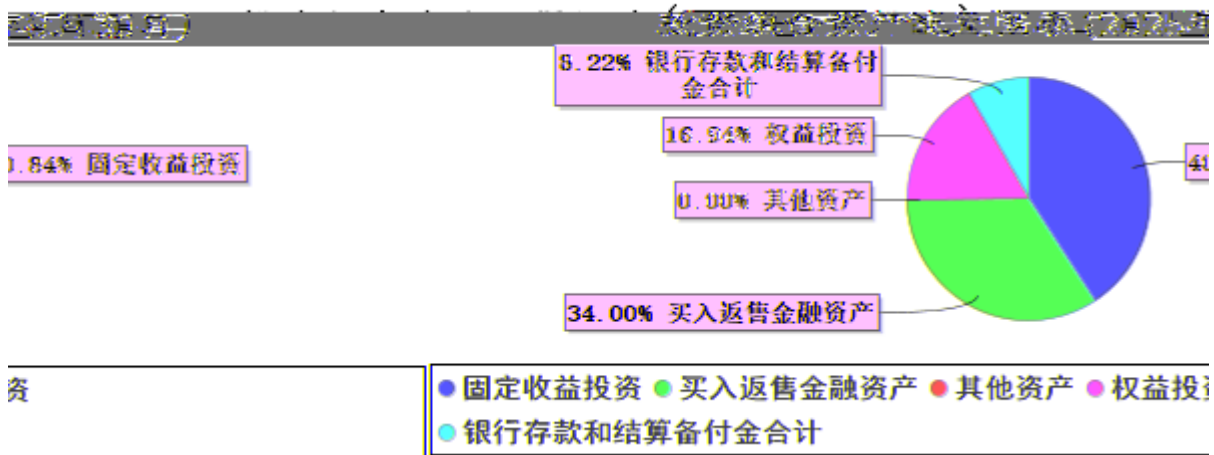 8.22% 银行存款和结算备付
金合计
16.94% 权益投资
.84% 固定收益投资
40
0.00% 其他资产
34.00% 买入返售金融资产
资
固定收益投资 买入返售金融资产 其他资产 权益投资
银行存款和结算备付金合计